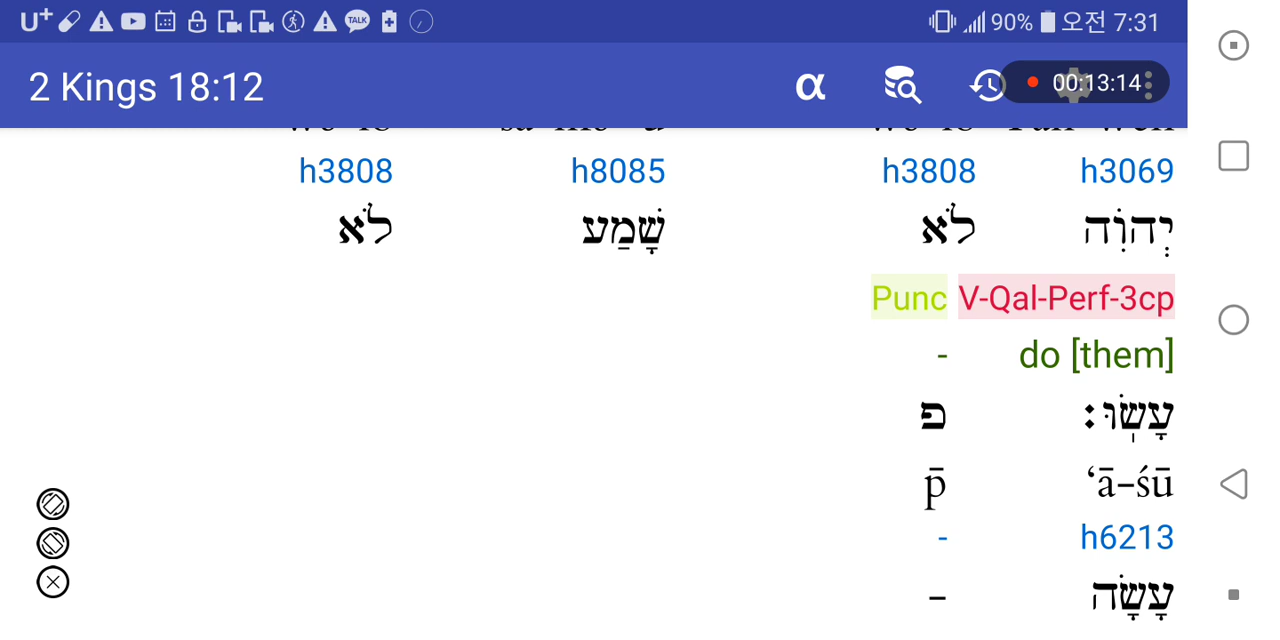 U+ TALK 90% 오전 7:31
2 Kings 18:12 α 00:13:14
h3808 h8085 h3808 h3069
לֹא שָׁמַע לֹא יְהֹוִה
Punc V-Qal-Perf-3cp
- do [them]
פ עָשֽׂוּ׃
p̄ ‘ā-śū
- h6213
– עָשָׂה